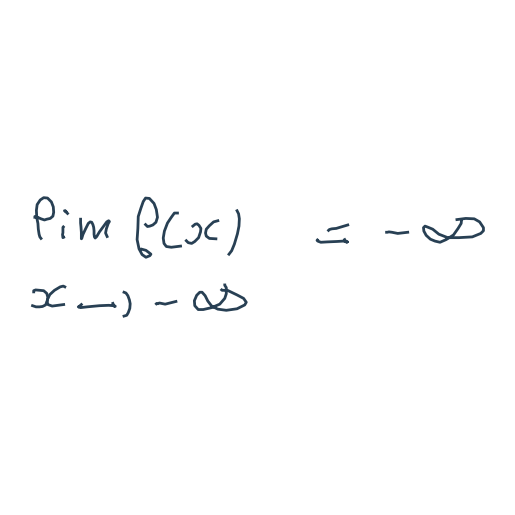 lim f(x) = -∞
x → -∞